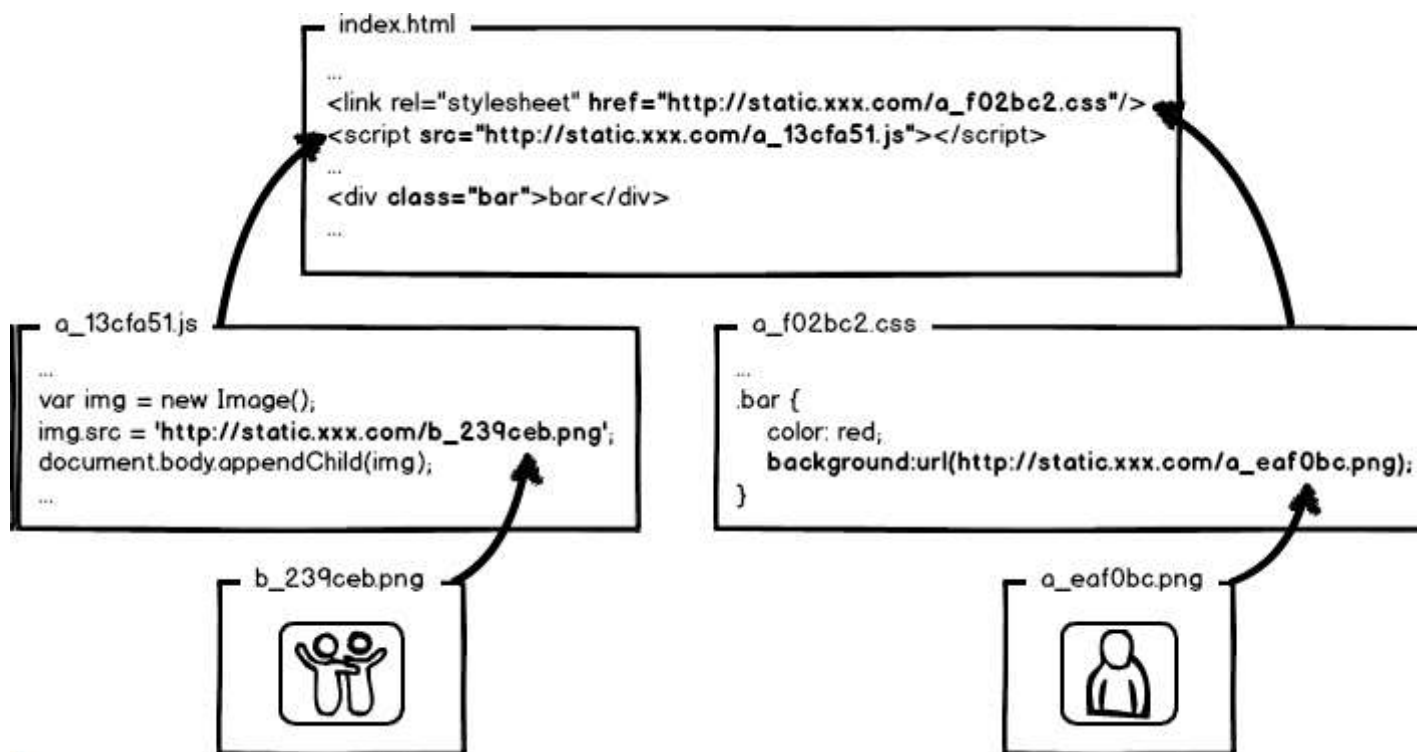 index.html
...
<link rel="stylesheet" href="http://static.xxx.com/a_f02bc2.css"/>
<script src="http://static.xxx.com/a_13cfa51.js"></script>
...
<div class="bar">bar</div>
...
a_13cfa51.js
...
var img = new Image();
img.src = 'http://static.xxx.com/b_239ceb.png';
document.body.appendChild(img);
...
a_f02bc2.css
...
.bar {
color: red;
background:url(http://static.xxx.com/a_eaf0bc.png);
}
b_239ceb.png
a_eaf0bc.png